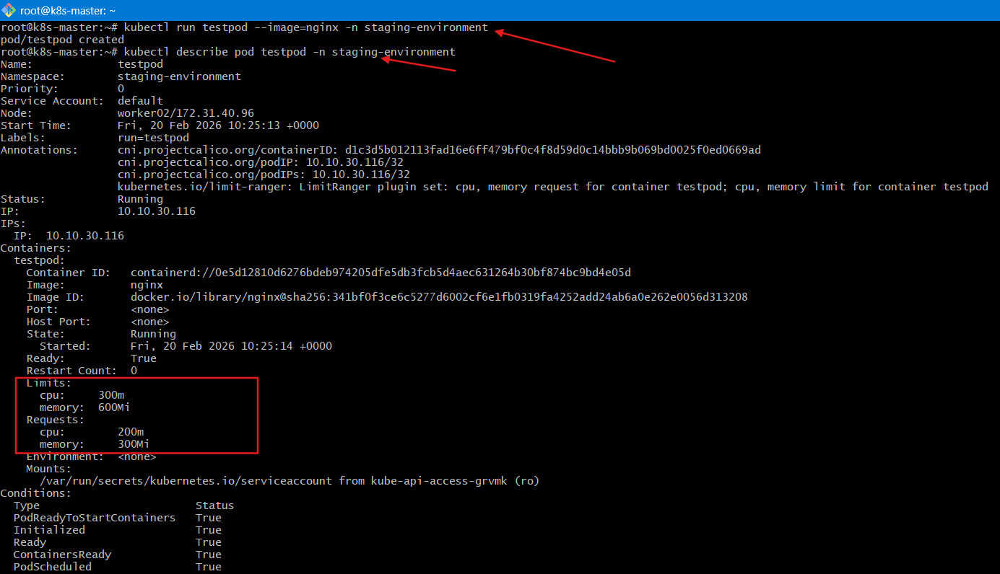 root@k8s-master: ~
root@k8s-master:~# kubectl run testpod --image=nginx -n staging-environment
pod/testpod created
root@k8s-master:~# kubectl describe pod testpod -n staging-environment
Name:             testpod
Namespace:        staging-environment
Priority:         0
Service Account:  default
Node:             worker02/172.31.40.96
Start Time:       Fri, 20 Feb 2026 10:25:13 +0000
Labels:           run=testpod
Annotations:      cni.projectcalico.org/containerID: d1c3d5b012113fad16e6ff479bf0c4f8d59d0c14bbb9b069bd0025f0ed0669ad
                  cni.projectcalico.org/podIP: 10.10.30.116/32
                  cni.projectcalico.org/podIPs: 10.10.30.116/32
                  kubernetes.io/limit-ranger: LimitRanger plugin set: cpu, memory request for container testpod; cpu, memory limit for container testpod
Status:           Running
IP:               10.10.30.116
IPs:
  IP:  10.10.30.116
Containers:
  testpod:
    Container ID:   containerd://0e5d12810d6276bdeb974205dfe5db3fcb5d4aec631264b30bf874bc9bd4e05d
    Image:          nginx
    Image ID:       docker.io/library/nginx@sha256:341bf0f3ce6c5277d6002cf6e1fb0319fa4252add24ab6a0e262e0056d313208
    Port:           <none>
    Host Port:      <none>
    State:          Running
      Started:      Fri, 20 Feb 2026 10:25:14 +0000
    Ready:          True
    Restart Count:  0
    Limits:
      cpu:     300m
      memory:  600Mi
    Requests:
      cpu:        200m
      memory:     300Mi
    Environment:  <none>
    Mounts:
      /var/run/secrets/kubernetes.io/serviceaccount from kube-api-access-grvmk (ro)
Conditions:
  Type                        Status
  PodReadyToStartContainers   True
  Initialized                 True
  Ready                       True
  ContainersReady             True
  PodScheduled                True